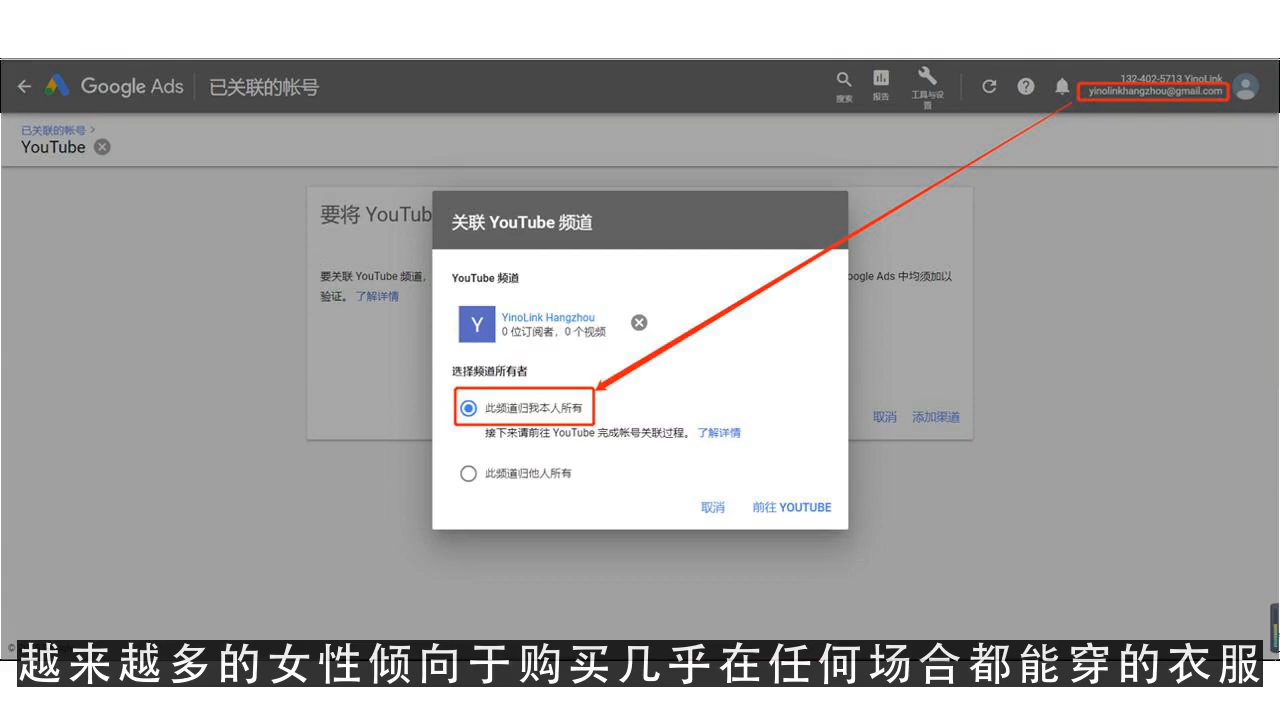 Google Ads
已关联的帐号
搜索
报告
工具与设
置
132-402-5713 YinoLink
yinolinkhangzhou@gmail.com
已关联的帐号
YouTube
要将 YouTub
要关联 YouTube 频道，
oogle Ads 中均须加以
验证。 了解详情
关联 YouTube 频道
YouTube 频道
Y
YinoLink Hangzhou
0 位订阅者，0 个视频
选择频道所有者
此频道归我本人所有
接下来请前往 YouTube 完成帐号关联过程。 了解详情
此频道归他人所有
取消 前往 YOUTUBE
取消 添加渠道
越来越多的女性倾向于购买几乎在任何场合都能穿的衣服